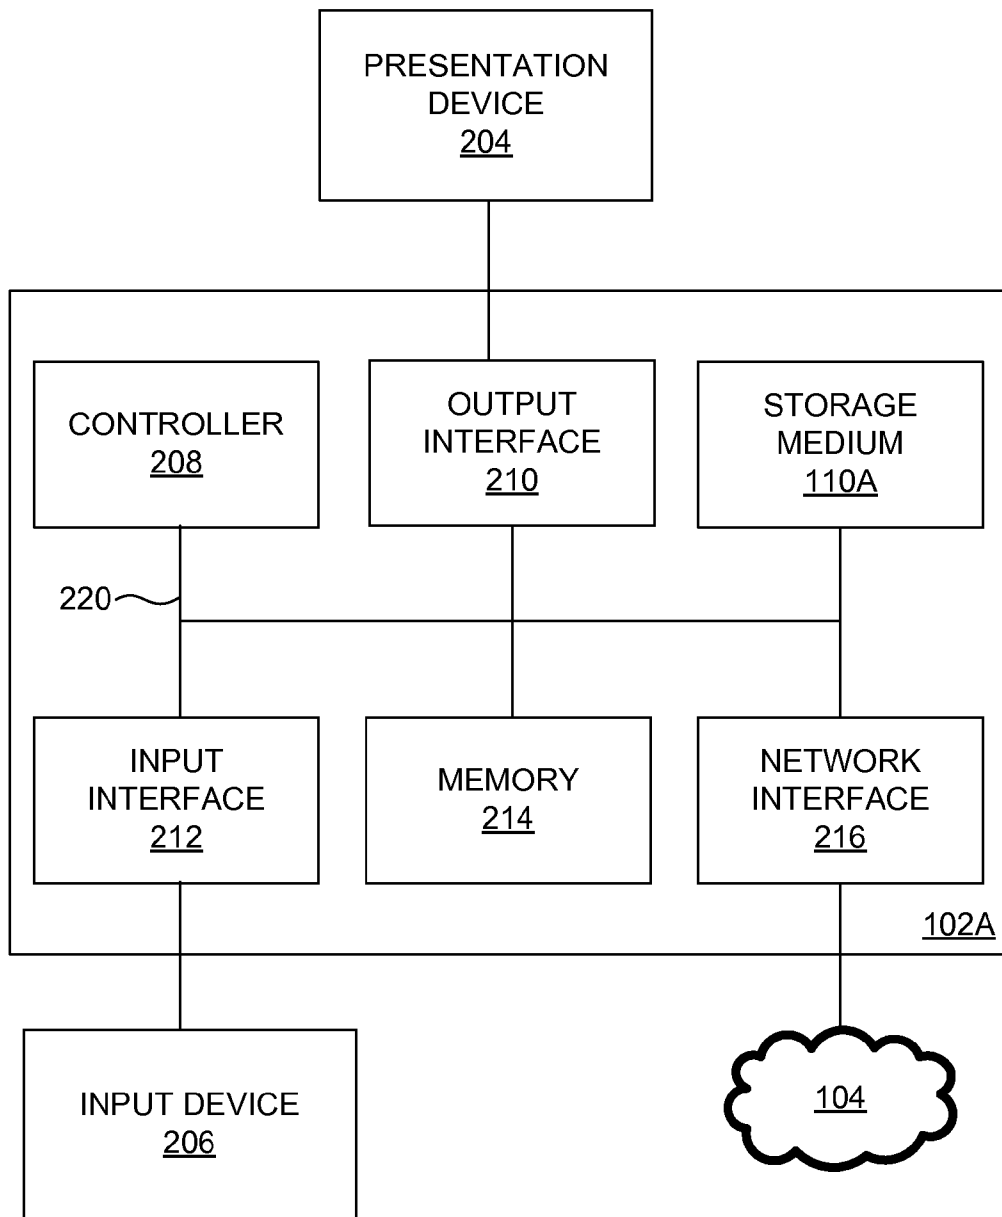 PRESENTATION
DEVICE
204
CONTROLLER
208
OUTPUT
INTERFACE
210
STORAGE
MEDIUM
110A
220
INPUT
INTERFACE
212
MEMORY
214
NETWORK
INTERFACE
216
102A
INPUT DEVICE
206
104